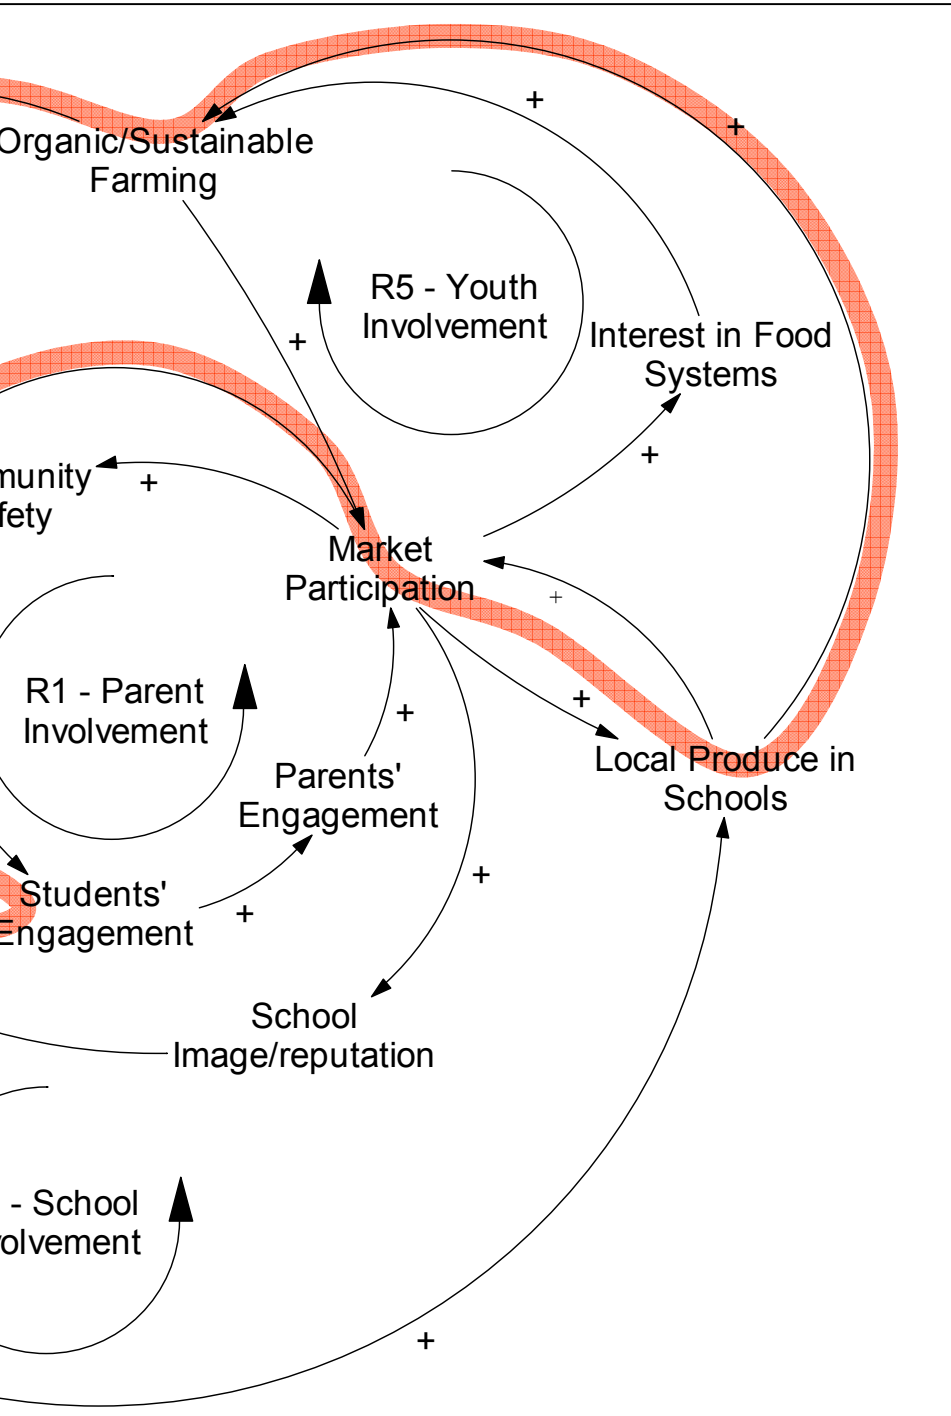 +
+
Organic/Sustainable
Farming
R5 - Youth
Involvement
+
Interest in Food
Systems
+
munity
fety
+
Market
Participation
+
R1 - Parent
Involvement
+
+
Local Produce in
Schools
Parents'
Engagement
+
Students'
Engagement
+
School
Image/reputation
- School
volvement
+